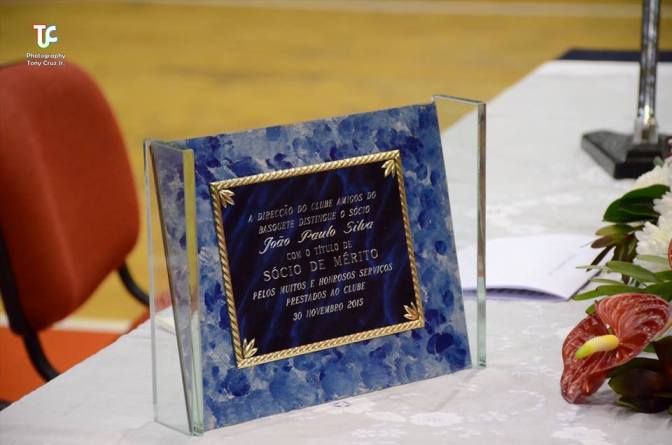 TC
Photography
Tony Cruz Jr.
A DIRECÇÃO DO CLUBE AMIGOS DO
BASQUETE DISTINGUE O SÓCIO
João Paulo Silva
COM O TÍTULO DE
SÓCIO DE MÉRITO
PELOS MUITOS E HONROSOS SERVIÇOS
PRESTADOS AO CLUBE
30 NOVEMBRO 2015